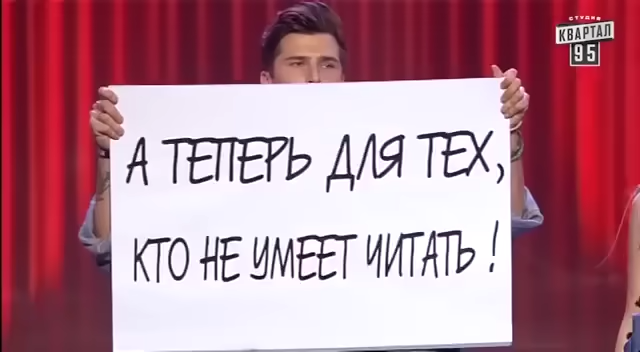 СТУДИЯ
КВАРТАЛ
95
А ТЕПЕРЬ ДЛЯ ТЕХ,
КТО НЕ УМЕЕТ ЧИТАТЬ !